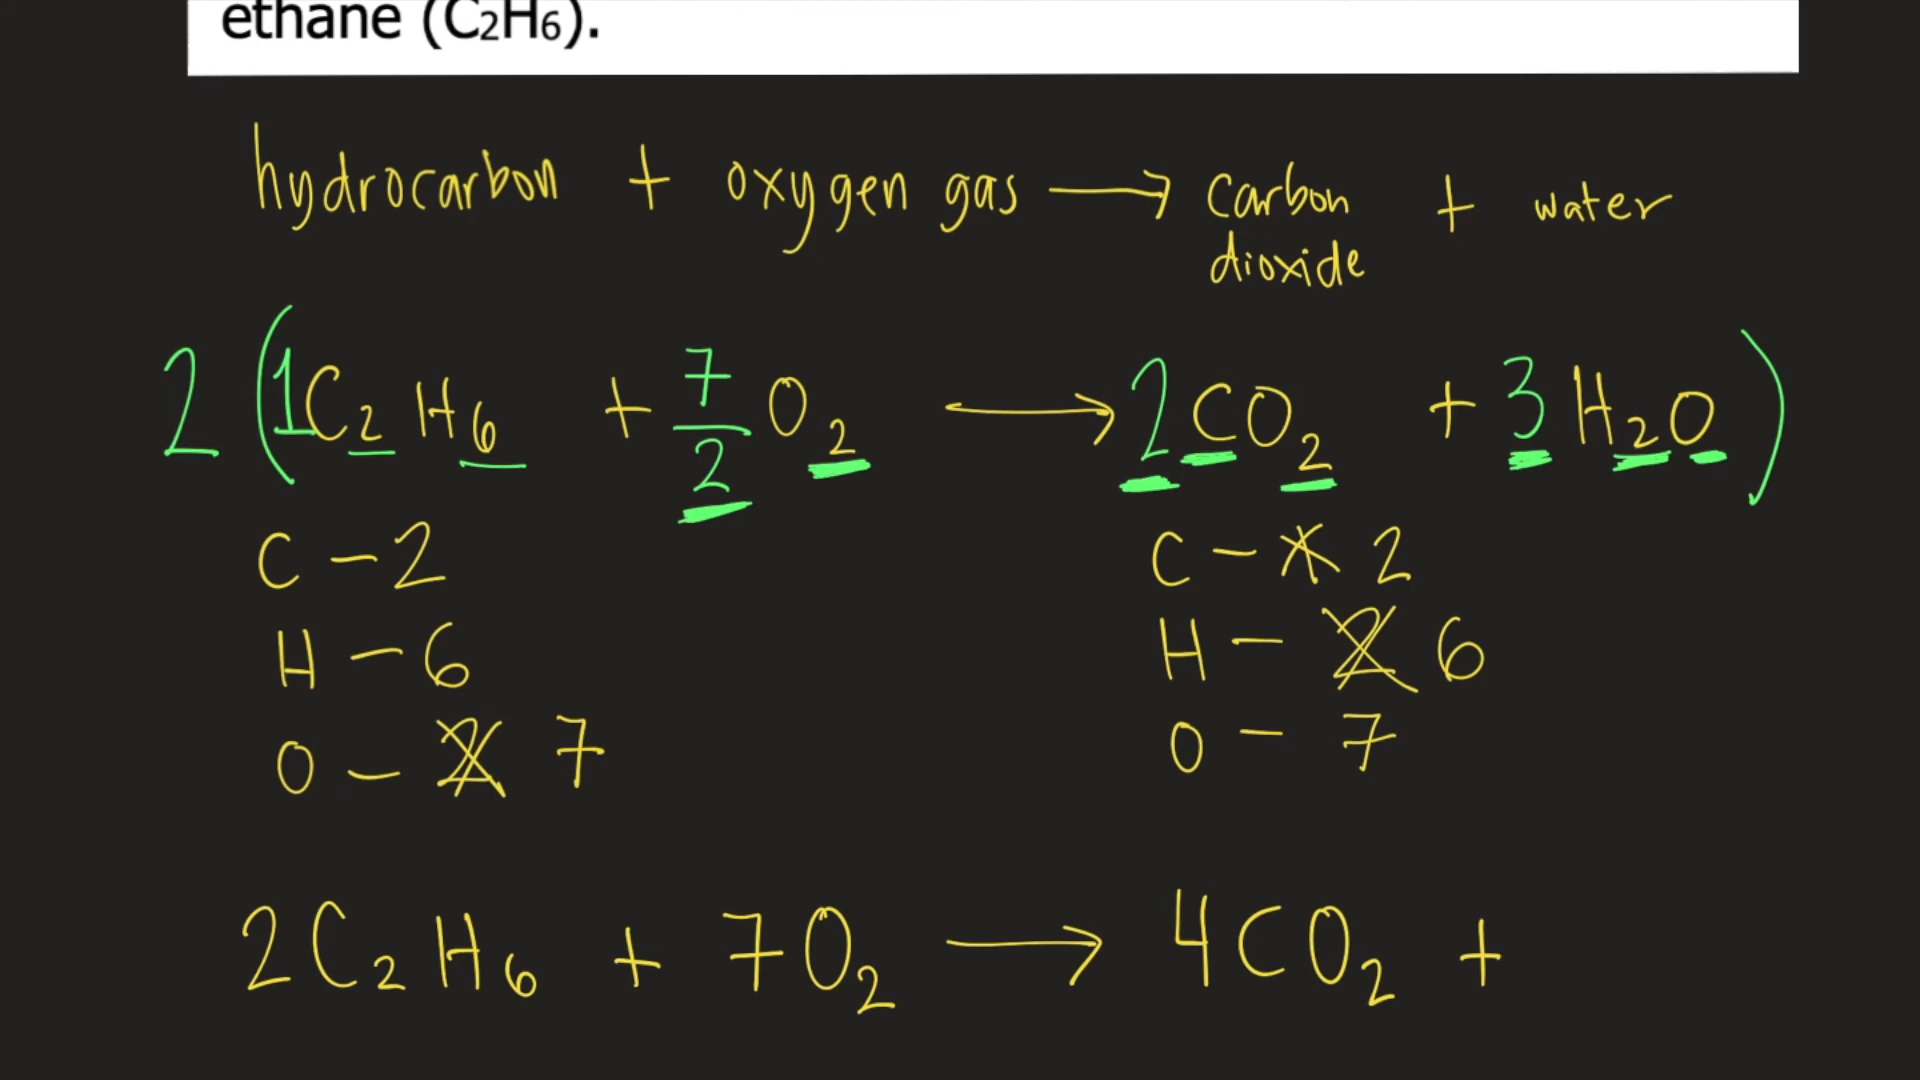 ethane (C2H6).
hydrocarbon + oxygen gas ⟶ carbon dioxide + water
2 (1C₂H₆ + 7/2 O₂ ⟶ 2CO₂ + 3H₂O)
C – 2 C – 1 2
H – 6 H – 2 6
O – 2 7 O – 7
2C₂H₆ + 7O₂ ⟶ 4CO₂ +